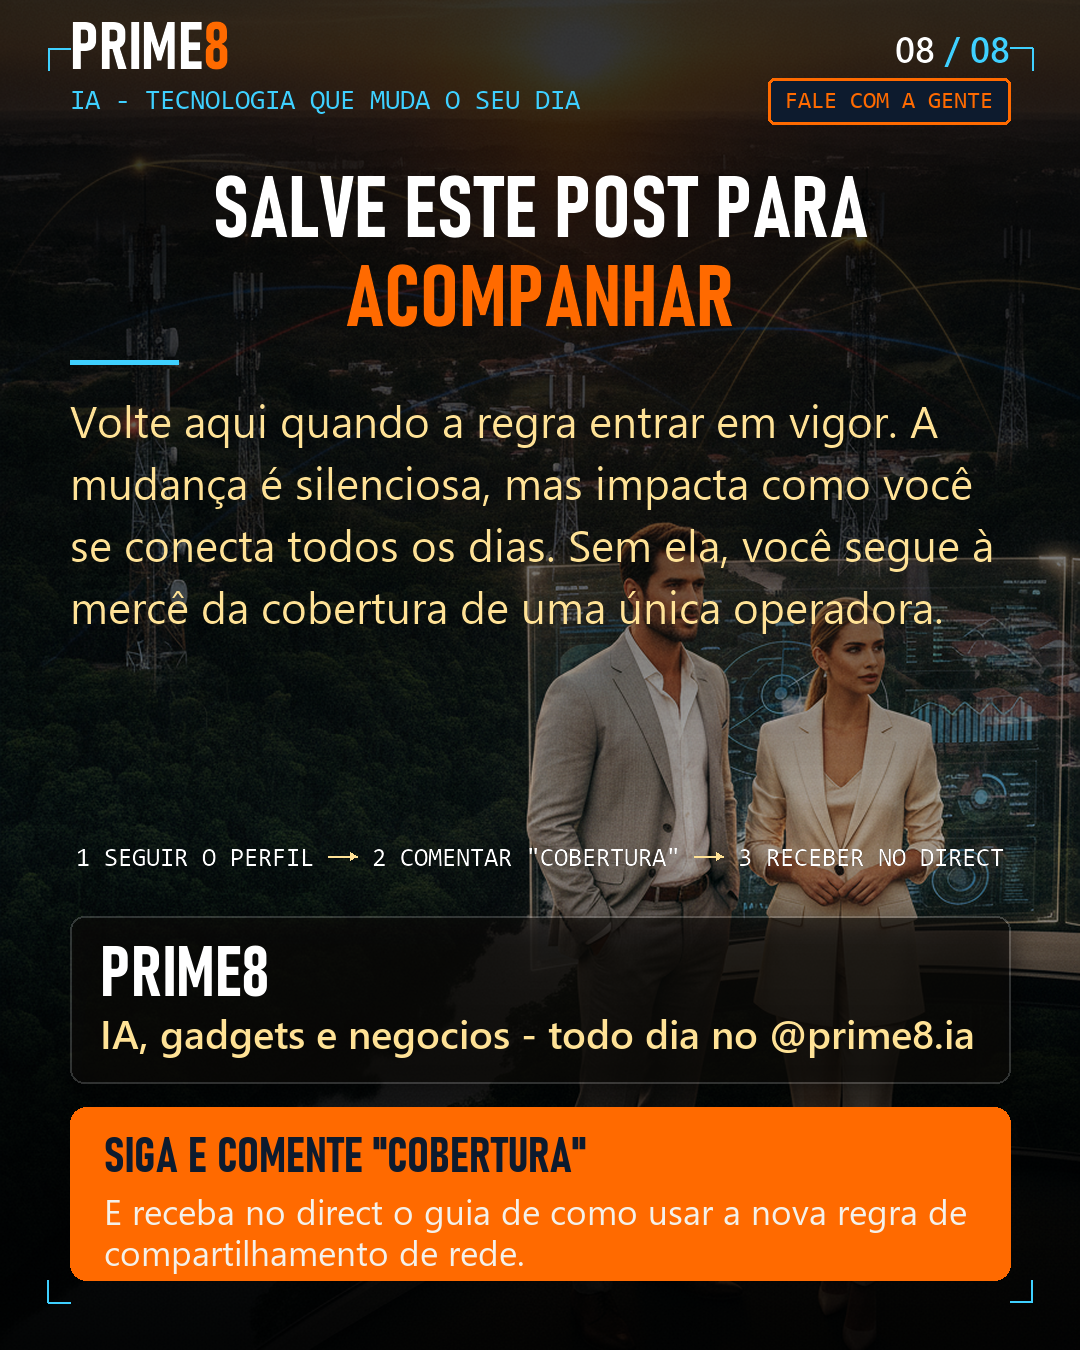 PRIME8
08 / 08
IA - TECNOLOGIA QUE MUDA O SEU DIA
FALE COM A GENTE
SALVE ESTE POST PARA
ACOMPANHAR
Volte aqui quando a regra entrar em vigor. A
mudança é silenciosa, mas impacta como você
se conecta todos os dias. Sem ela, você segue à
mercê da cobertura de uma única operadora.
1 SEGUIR O PERFIL → 2 COMENTAR "COBERTURA" → 3 RECEBER NO DIRECT
PRIME8
IA, gadgets e negocios - todo dia no @prime8.ia
SIGA E COMENTE "COBERTURA"
E receba no direct o guia de como usar a nova regra de
compartilhamento de rede.